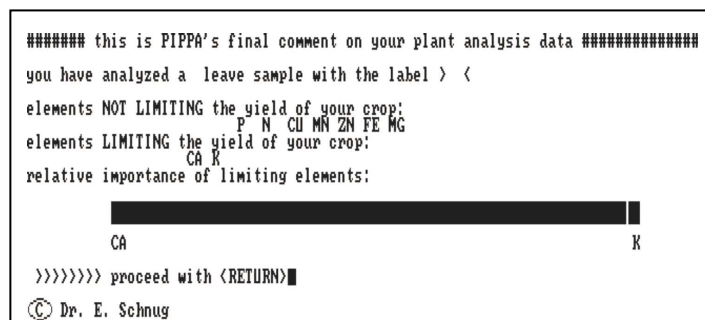 ####### this is PIPPA's final comment on your plant analysis data ##############
you have analyzed a leave sample with the label > <
elements NOT LIMITING the yield of your crop:
P N CU MN ZN FE MG
elements LIMITING the yield of your crop:
CA K
relative importance of limiting elements:
CA K
>>>>>>>> proceed with <RETURN>
© Dr. E. Schnug